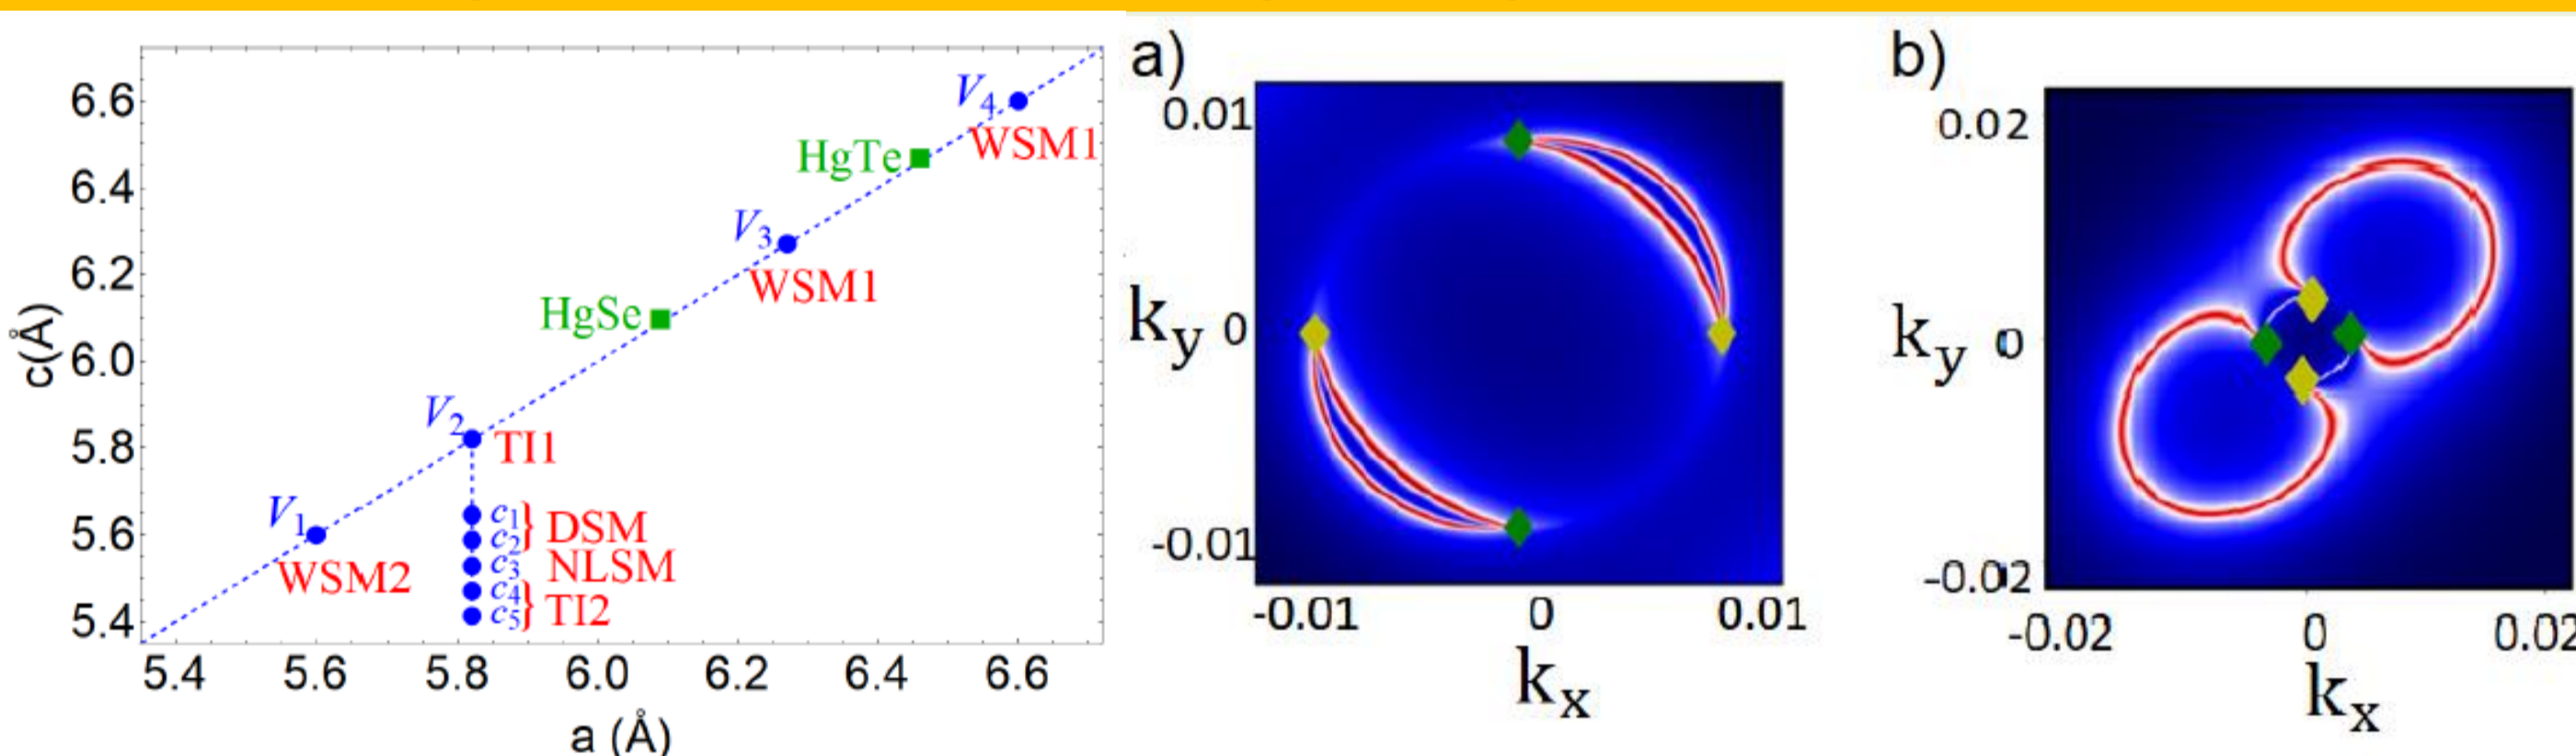 6.6
6.4
6.2
6.0
5.8
5.6
5.4
c(Å)
V4
WSM1
HgTe
V3
WSM1
HgSe
V2
TI1
V1
WSM2
c1
c2
} DSM
c3 NLSM
c4
c5
} TI2
5.4 5.6 5.8 6.0 6.2 6.4 6.6
a (Å)
a)
0.01
ky 0
-0.01
-0.01 0 0.01
kx
b)
0.02
ky 0
-0.02
-0.02 0 0.02
kx